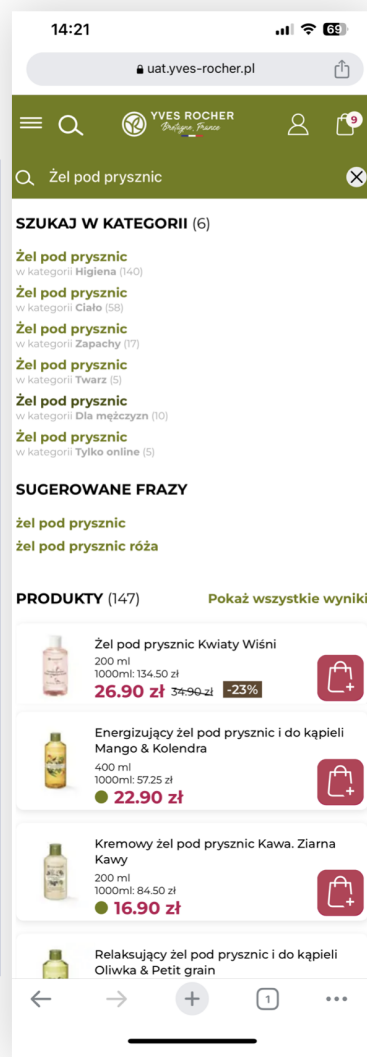 14:21
69
uat.yves-rocher.pl
YVES ROCHER
Bretagne, France
9
Żel pod prysznic
SZUKAJ W KATEGORII (6)
Żel pod prysznic
w kategorii Higiena (140)
Żel pod prysznic
w kategorii Ciało (58)
Żel pod prysznic
w kategorii Zapachy (17)
Żel pod prysznic
w kategorii Twarz (5)
Żel pod prysznic
w kategorii Dla mężczyzn (10)
Żel pod prysznic
w kategorii Tylko online (5)
SUGEROWANE FRAZY
żel pod prysznic
żel pod prysznic róża
PRODUKTY (147) Pokaż wszystkie wyniki
Żel pod prysznic Kwiaty Wiśni
200 ml
1000ml: 134.50 zł
26.90 zł 34.90 zł -23%
Energizujący żel pod prysznic i do kąpieli
Mango & Kolendra
400 ml
1000ml: 57.25 zł
22.90 zł
Kremowy żel pod prysznic Kawa. Ziarna
Kawy
200 ml
1000ml: 84.50 zł
16.90 zł
Relaksujący żel pod prysznic i do kąpieli
Oliwka & Petit grain
1